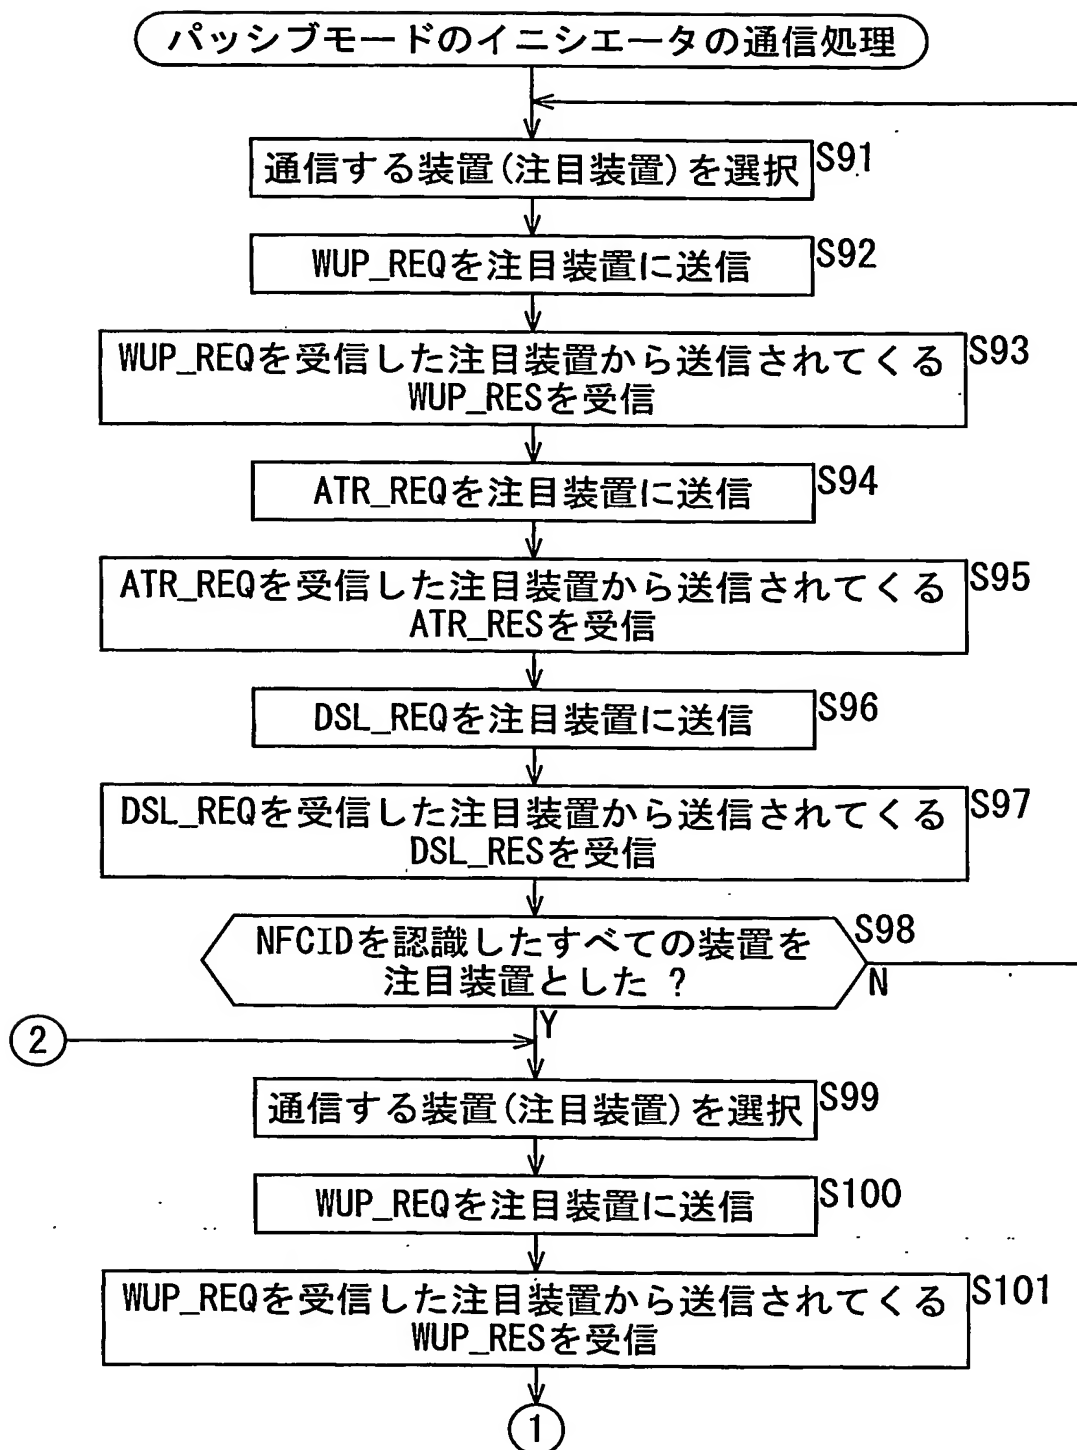 パッシブモードのイニシエータの通信処理
通信する装置(注目装置)を選択
S91
WUP_REQを注目装置に送信
S92
WUP_REQを受信した注目装置から送信されてくる
WUP_RESを受信
S93
ATR_REQを注目装置に送信
S94
ATR_REQを受信した注目装置から送信されてくる
ATR_RESを受信
S95
DSL_REQを注目装置に送信
S96
DSL_REQを受信した注目装置から送信されてくる
DSL_RESを受信
S97
NFCIDを認識したすべての装置を
注目装置とした ?
S98
N
Y
2
通信する装置(注目装置)を選択
S99
WUP_REQを注目装置に送信
S100
WUP_REQを受信した注目装置から送信されてくる
WUP_RESを受信
S101
1